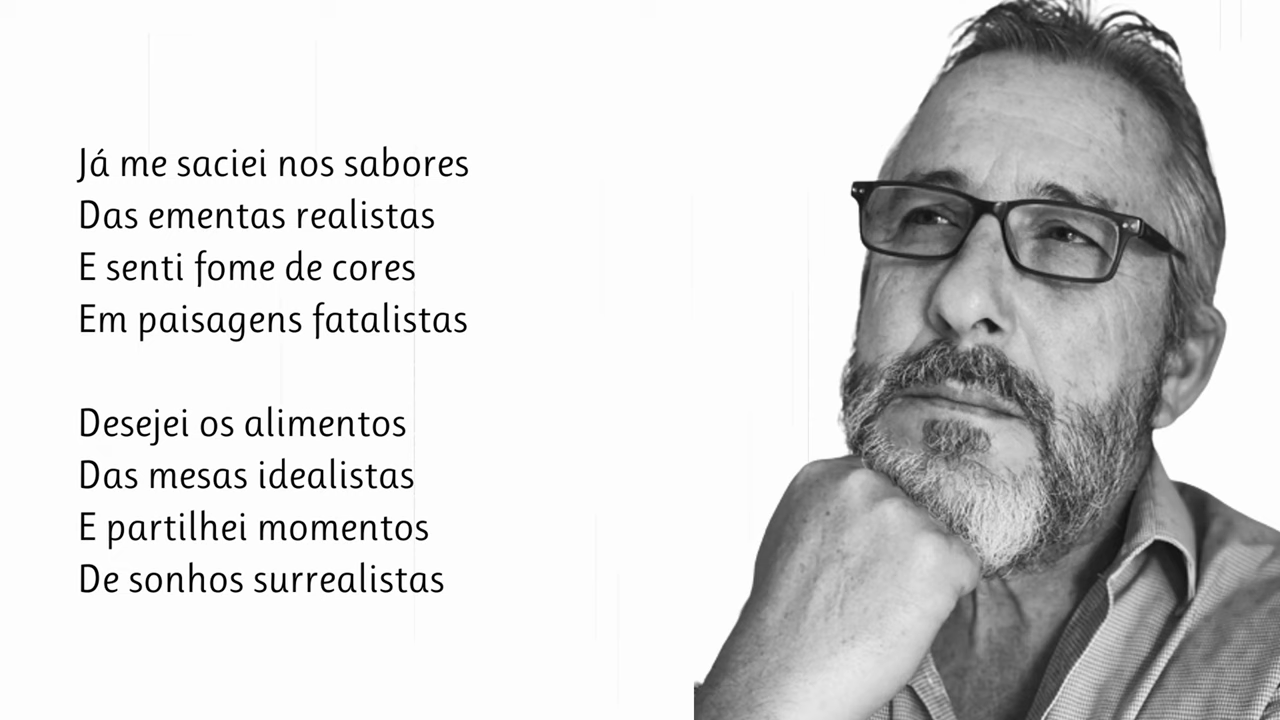 Já me saciei nos sabores
Das ementas realistas
E senti fome de cores
Em paisagens fatalistas
Desejei os alimentos
Das mesas idealistas
E partilhei momentos
De sonhos surrealistas